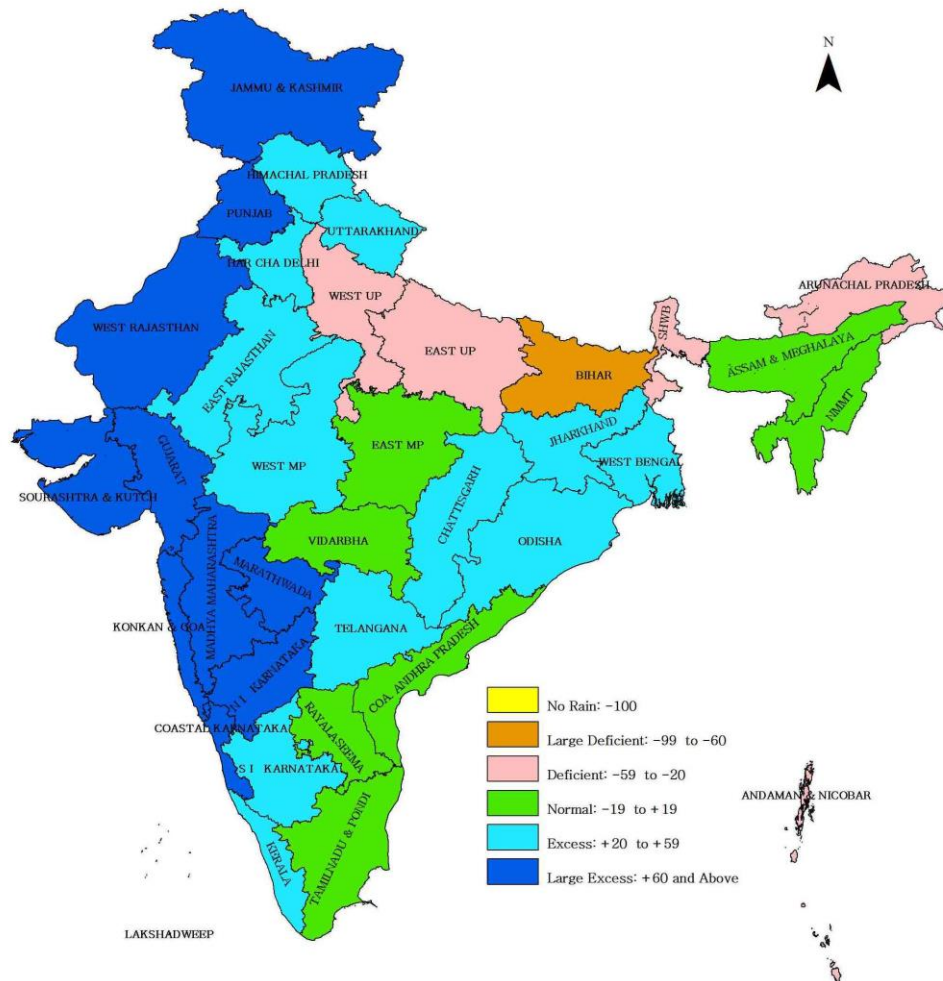 N
JAMMU & KASHMIR
HIMACHAL PRADESH
PUNJAB
UTTARAKHAND
HAR CHA DELHI
ARUNACHAL PRADESH
WEST UP
WEST RAJASTHAN
SHWB
EAST RAJASTHAN
EAST UP
ASSAM & MEGHALAYA
BIHAR
NMMT
JHARKHAND
EAST MP
GUJARAT
WEST MP
WEST BENGAL
SOURASHTRA & KUTCH
CHATTISGARH
VIDARBHA
ODISHA
MADHYA MAHARASHTRA
MARATHWADA
KONKAN & GOA
TELANGANA
N I KARNATAKA
COA. ANDHRA PRADESH
RAYALASEEMA
COASTAL KARNATAKA
S I KARNATAKA
KERALA
TAMILNADU & PONDI
LAKSHADWEEP
ANDAMAN & NICOBAR
No Rain: -100
Large Deficient: -99 to -60
Deficient: -59 to -20
Normal: -19 to +19
Excess: +20 to +59
Large Excess: +60 and Above